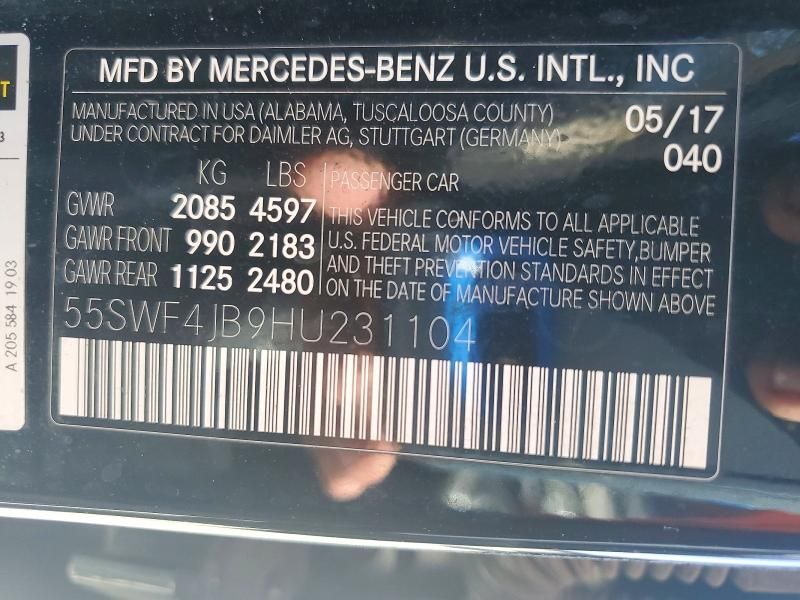 MFD BY MERCEDES-BENZ U.S. INTL., INC
MANUFACTURED IN USA (ALABAMA, TUSCALOOSA COUNTY)
UNDER CONTRACT FOR DAIMLER AG, STUTTGART (GERMANY)
05/17
040
KG LBS
GVWR 2085 4597
GAWR FRONT 990 2183
GAWR REAR 1125 2480
PASSENGER CAR
THIS VEHICLE CONFORMS TO ALL APPLICABLE
U.S. FEDERAL MOTOR VEHICLE SAFETY,BUMPER
AND THEFT PREVENTION STANDARDS IN EFFECT
ON THE DATE OF MANUFACTURE SHOWN ABOVE
55SWF4JB9HU231104
T
3
A 205 584 19 03